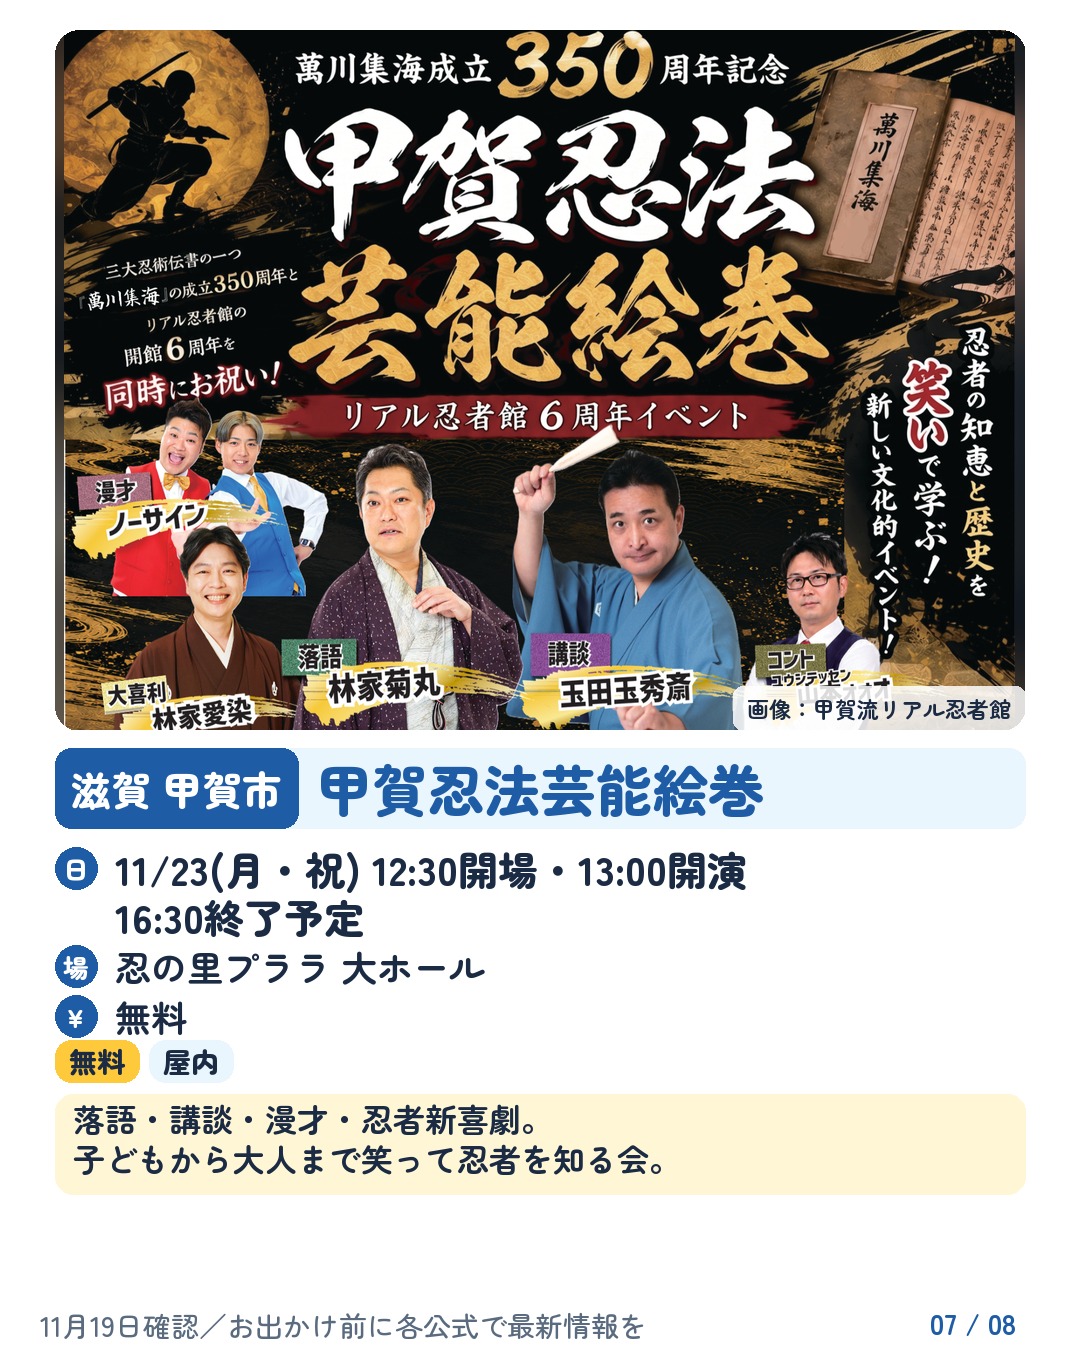 萬川集海成立350周年記念
甲賀忍法
芸能絵巻
リアル忍者館6周年イベント
三大忍術伝書の一つ
『萬川集海』の成立350周年と
リアル忍者館の
開館6周年を
同時にお祝い!
萬川集海
忍者の知恵と歴史を
笑いで学ぶ!
新しい文化的イベント!
漫才
ノーサイン
大喜利
林家愛染
落語
林家菊丸
講談
玉田玉秀斎
コント
ユウシテッセン
山本オオオ
画像：甲賀流リアル忍者館
滋賀 甲賀市 甲賀忍法芸能絵巻
日 11/23(月・祝) 12:30開場・13:00開演
16:30終了予定
場 忍の里プララ 大ホール
¥ 無料
無料 屋内
落語・講談・漫才・忍者新喜劇。
子どもから大人まで笑って忍者を知る会。
11月19日確認／お出かけ前に各公式で最新情報を
07 / 08